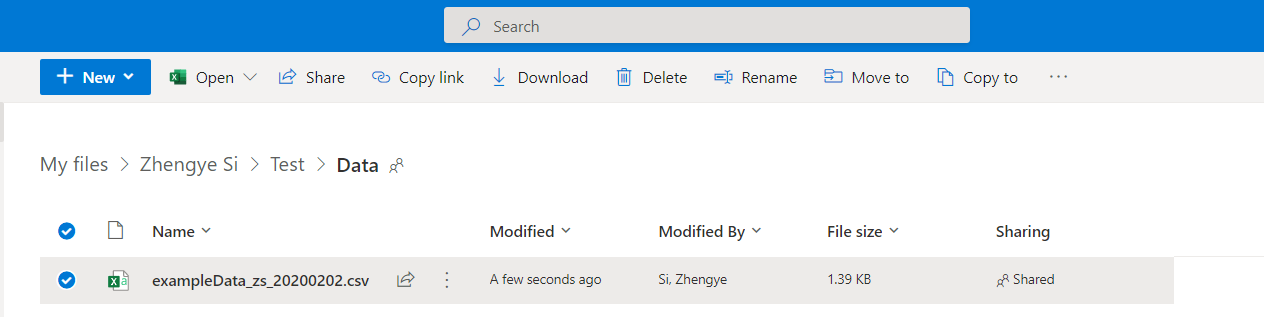 Search
New Open Share Copy link Download Delete Rename Move to Copy to ...
My files > Zhengye Si > Test > Data
Name Modified Modified By File size Sharing
exampleData_zs_20200202.csv A few seconds ago Si, Zhengye 1.39 KB Shared